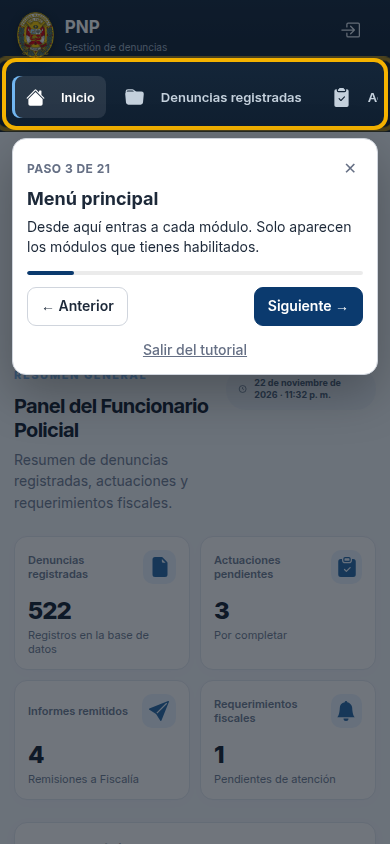 PNP
Gestión de denuncias
Inicio
Denuncias registradas
A
PASO 3 DE 21
Menú principal
Desde aquí entras a cada módulo. Solo aparecen
los módulos que tienes habilitados.
← Anterior
Siguiente →
Salir del tutorial
RESUMEN GENERAL
22 de noviembre de
2026 · 11:32 p. m.
Panel del Funcionario
Policial
Resumen de denuncias
registradas, actuaciones y
requerimientos fiscales.
Denuncias
registradas
522
Registros en la base de
datos
Actuaciones
pendientes
3
Por completar
Informes remitidos
4
Remisiones a Fiscalía
Requerimientos
fiscales
1
Pendientes de atención